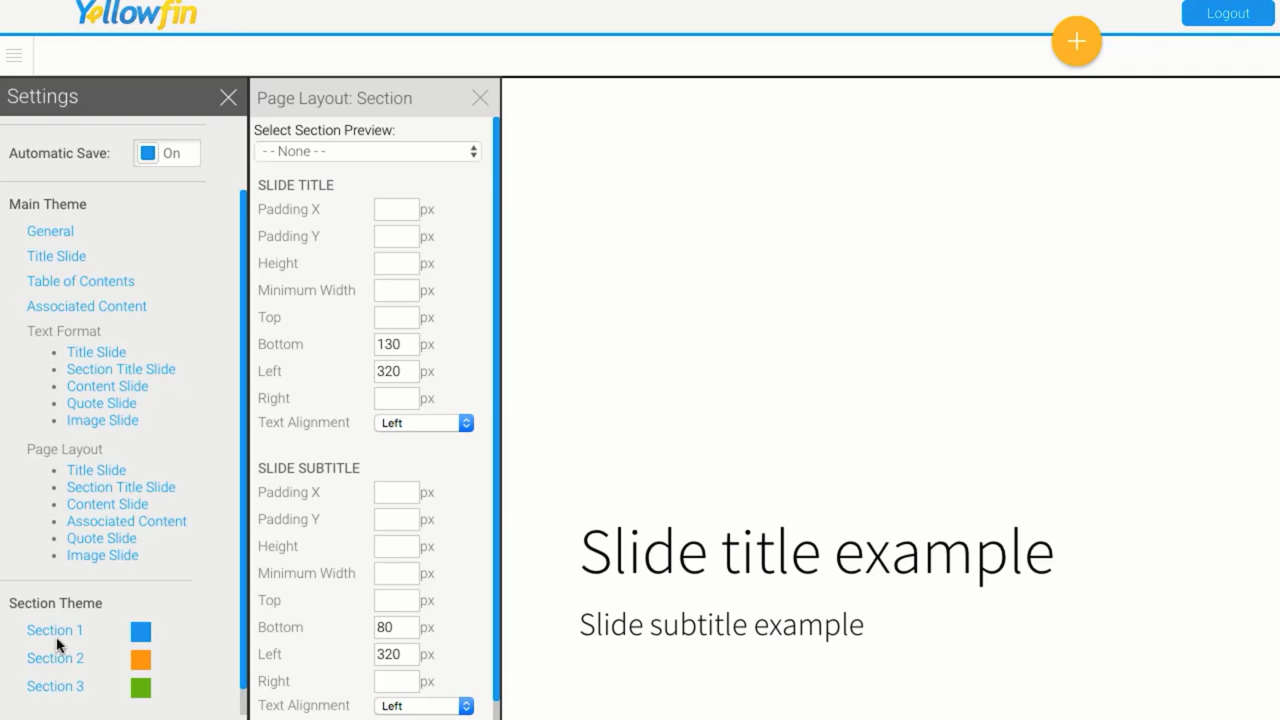 Yellowfin
Logout
+
Settings
Automatic Save:
On
Main Theme
General
Title Slide
Table of Contents
Associated Content
Text Format
• Title Slide
• Section Title Slide
• Content Slide
• Quote Slide
• Image Slide
Page Layout
• Title Slide
• Section Title Slide
• Content Slide
• Associated Content
• Quote Slide
• Image Slide
Section Theme
Section 1
Section 2
Section 3
Page Layout: Section
Select Section Preview:
- - None - -
SLIDE TITLE
Padding X px
Padding Y px
Height px
Minimum Width px
Top px
Bottom 130 px
Left 320 px
Right px
Text Alignment Left
SLIDE SUBTITLE
Padding X px
Padding Y px
Height px
Minimum Width px
Top px
Bottom 80 px
Left 320 px
Right px
Text Alignment Left
Slide title example
Slide subtitle example